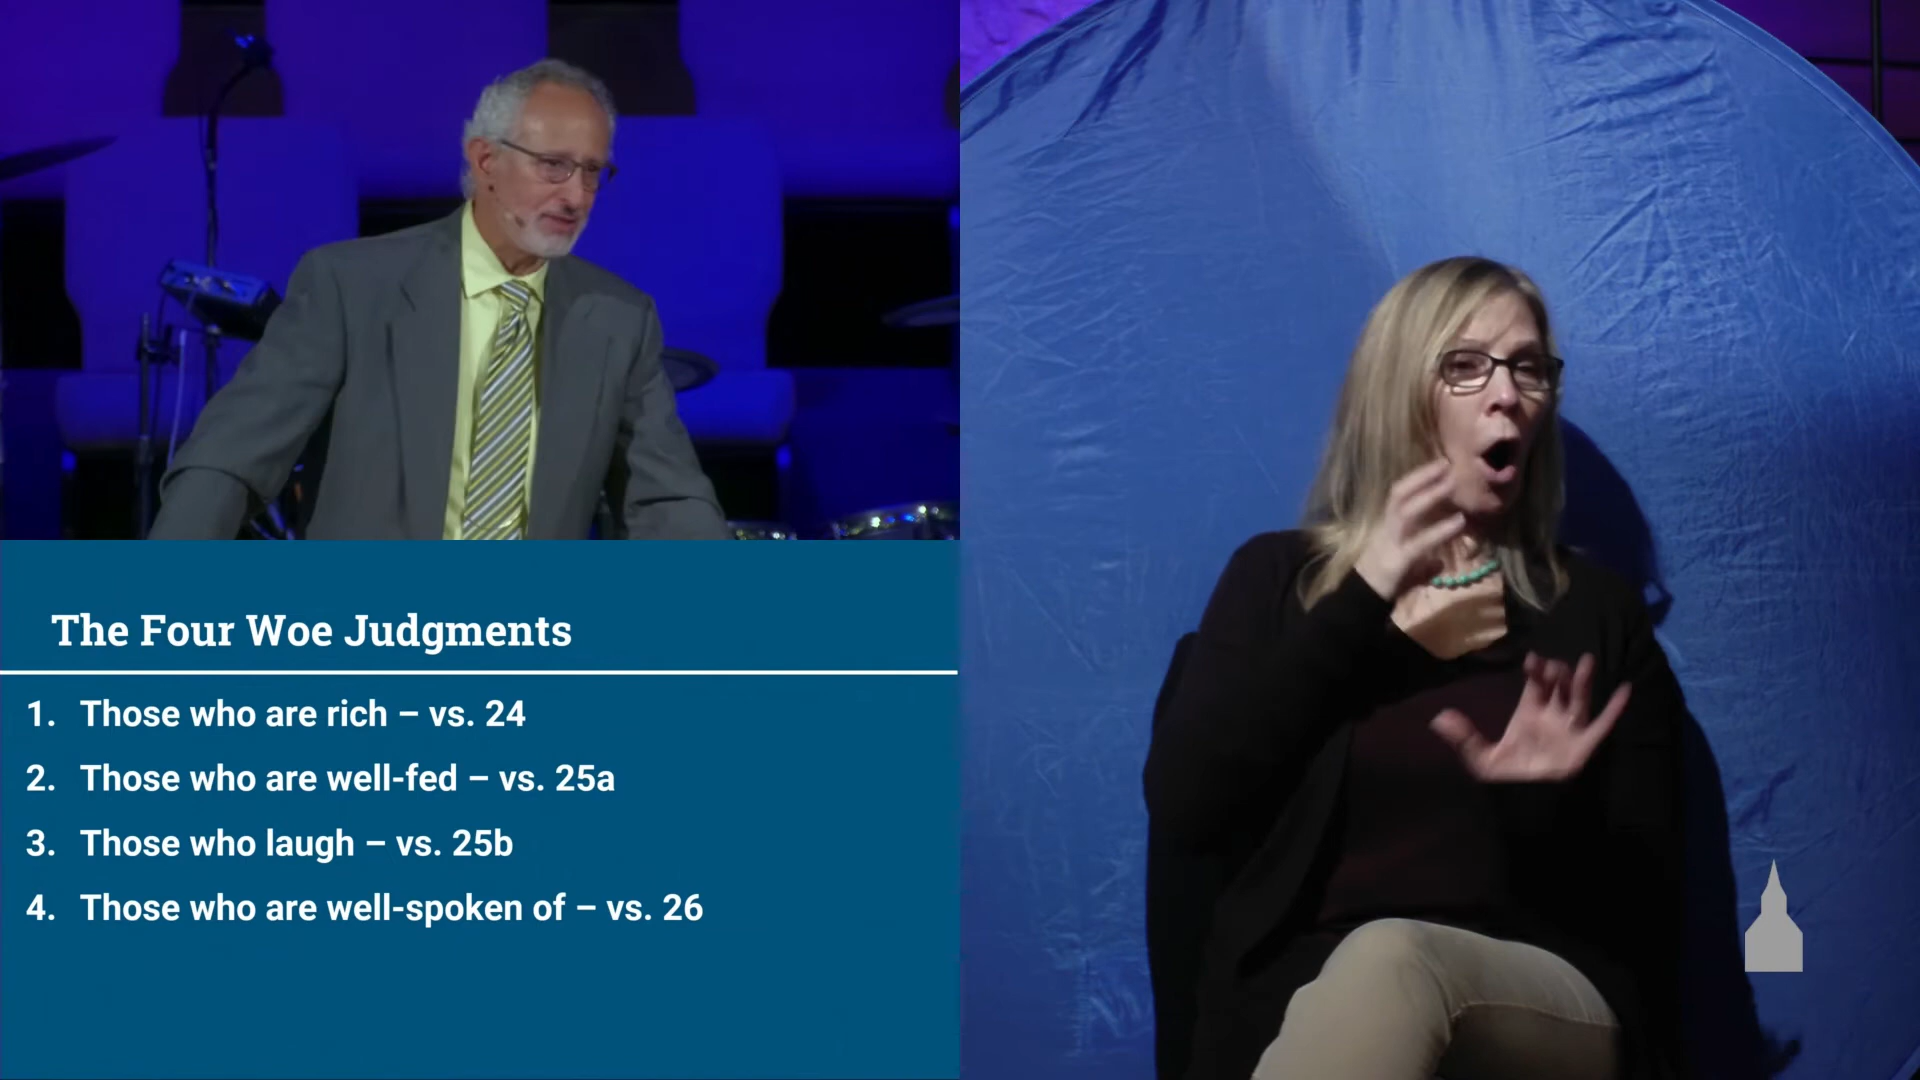 The Four Woe Judgments
1. Those who are rich – vs. 24
2. Those who are well-fed – vs. 25a
3. Those who laugh – vs. 25b
4. Those who are well-spoken of – vs. 26